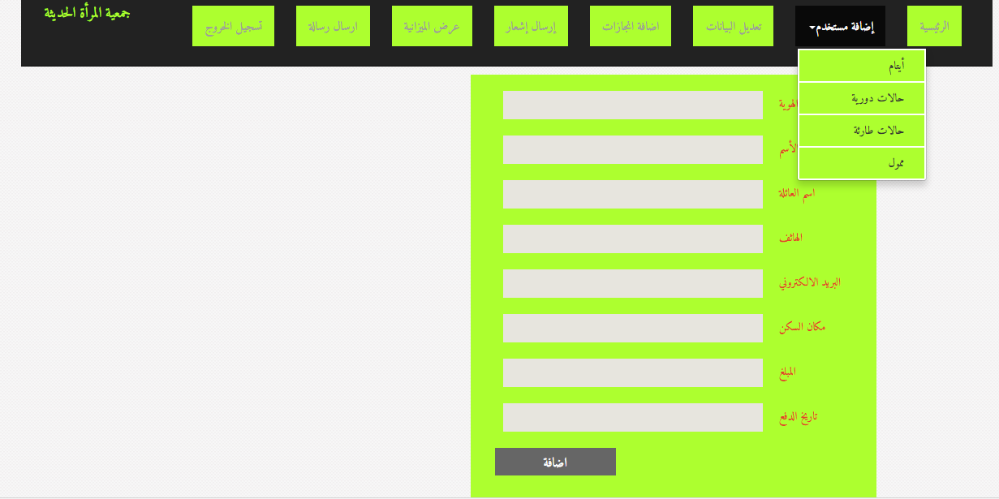 الرئيسية
إضافة مستخدم
تعديل البيانات
اضافة انجازات
إرسال إشعار
عرض الميزانية
ارسال رسالة
تسجيل الخروج
جمعية المرأة الحديثة
أيتام
حالات دورية
حالات طارئة
ممول
الهوية
الأسم
اسم العائلة
الهاتف
البريد الالكتروني
مكان السكن
المبلغ
تاريخ الدفع
اضافة